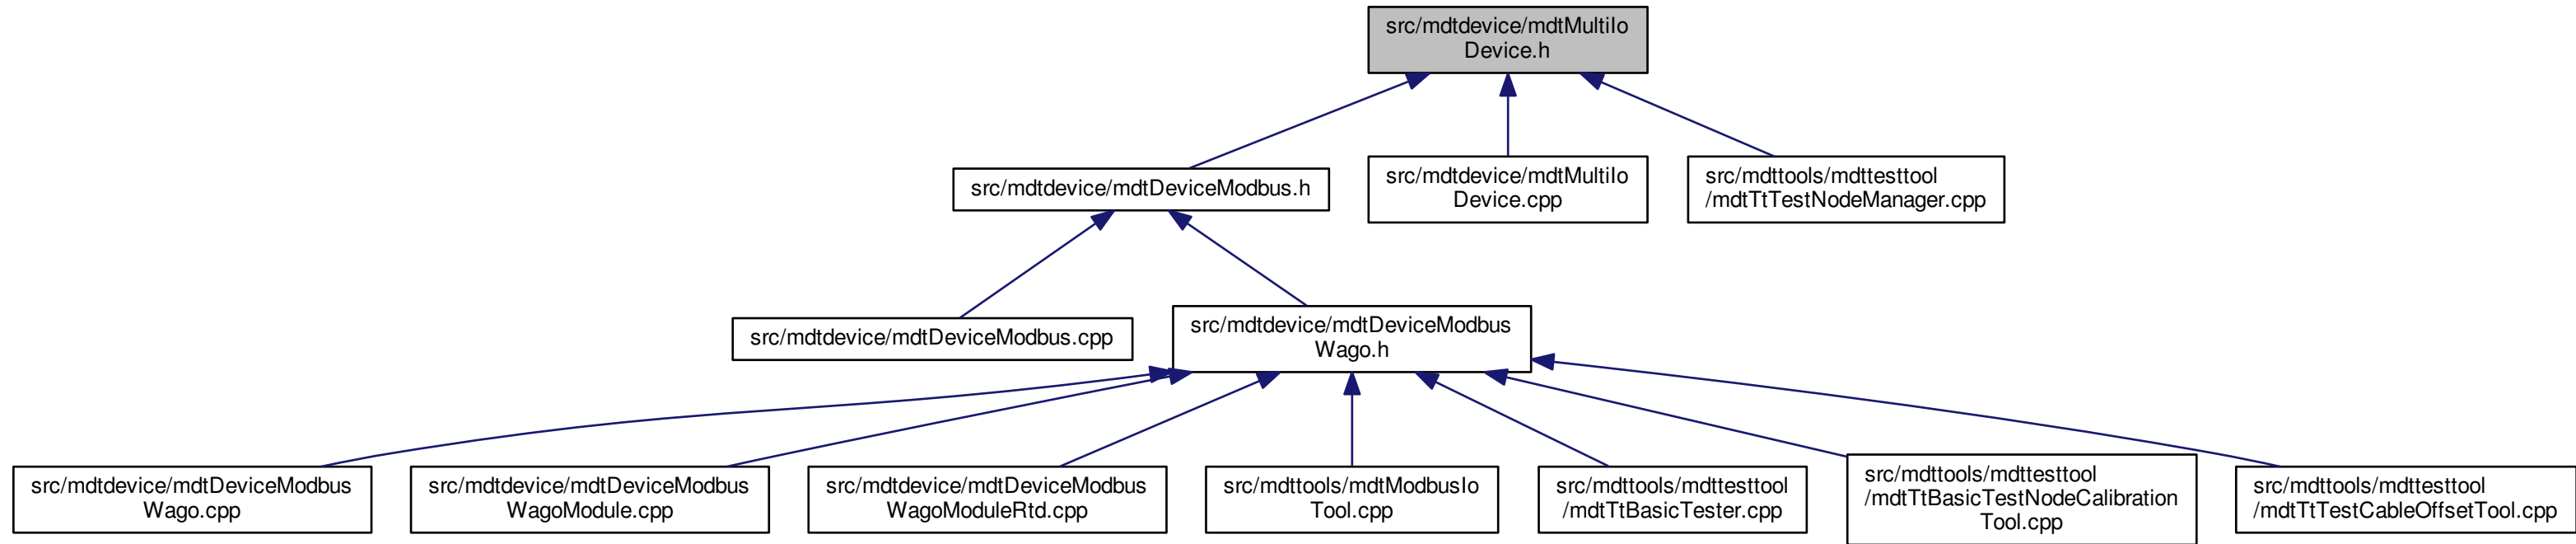 src/mdtdevice/mdtMultiIo
Device.h
src/mdtdevice/mdtDeviceModbus.h
src/mdtdevice/mdtMultiIo
Device.cpp
src/mdttools/mdttesttool
/mdtTtTestNodeManager.cpp
src/mdtdevice/mdtDeviceModbus.cpp
src/mdtdevice/mdtDeviceModbus
Wago.h
src/mdtdevice/mdtDeviceModbus
Wago.cpp
src/mdtdevice/mdtDeviceModbus
WagoModule.cpp
src/mdtdevice/mdtDeviceModbus
WagoModuleRtd.cpp
src/mdttools/mdtModbusIo
Tool.cpp
src/mdttools/mdttesttool
/mdtTtBasicTester.cpp
src/mdttools/mdttesttool
/mdtTtBasicTestNodeCalibration
Tool.cpp
src/mdttools/mdttesttool
/mdtTtTestCableOffsetTool.cpp